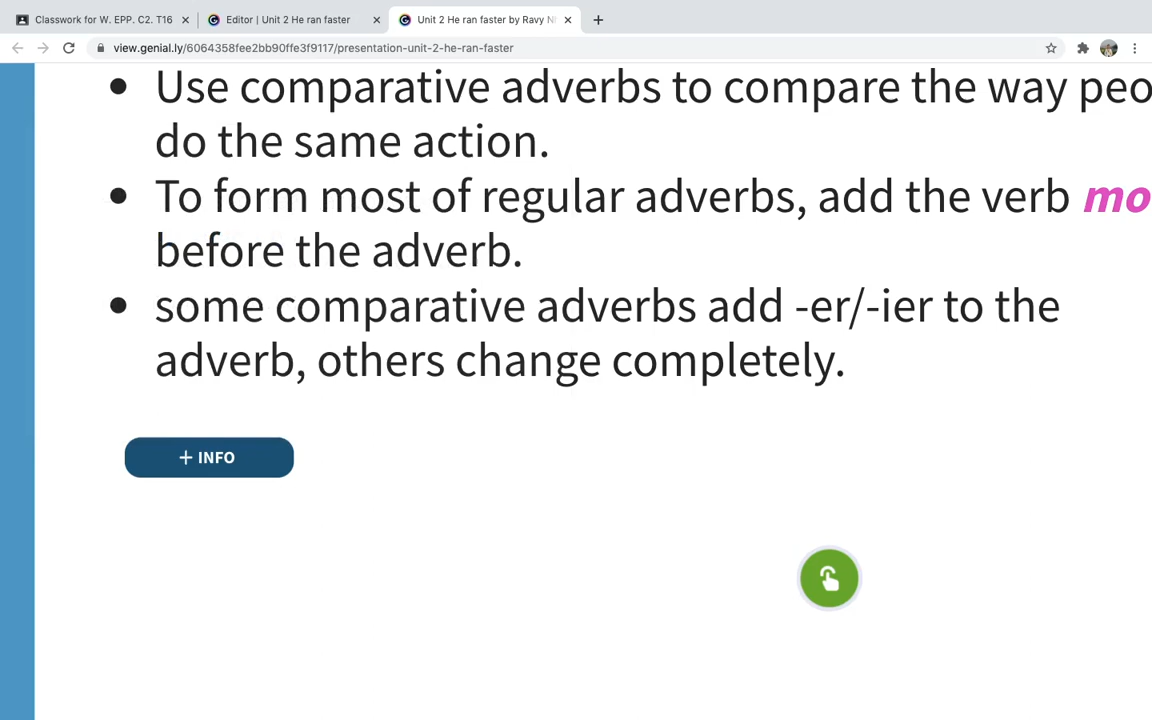 Classwork for W. EPP. C2. T16
Editor | Unit 2 He ran faster
Unit 2 He ran faster by Ravy
view.genial.ly/6064358fee2bb90ffe3f9117/presentation-unit-2-he-ran-faster
Use comparative adverbs to compare the way peo
do the same action.
To form most of regular adverbs, add the verb mo
before the adverb.
some comparative adverbs add -er/-ier to the
adverb, others change completely.
+ INFO